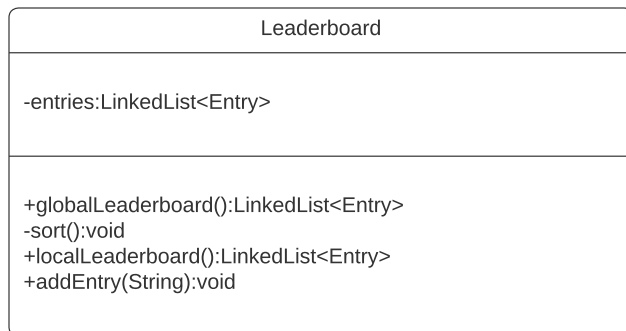 Leaderboard
-entries:LinkedList<Entry>
+globalLeaderboard():LinkedList<Entry>
-sort():void
+localLeaderboard():LinkedList<Entry>
+addEntry(String):void